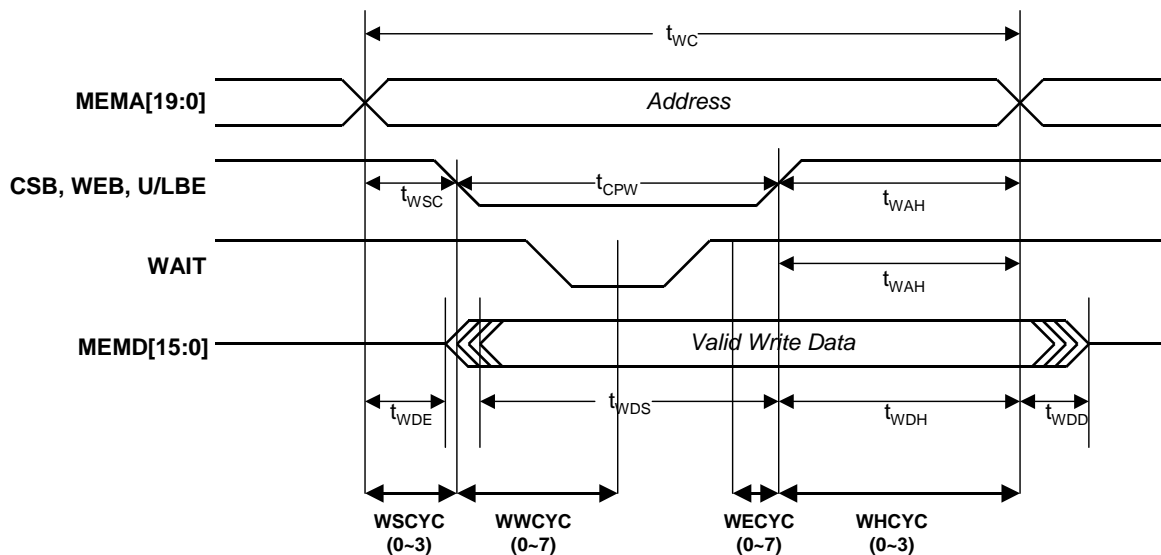 tWC
MEMA[19:0]
Address
CSB, WEB, U/LBE
tWSC
tCPW
tWAH
WAIT
tWAH
MEMD[15:0]
Valid Write Data
tWDE
tWDS
tWDH
tWDD
WSCYC WWCYC WECYC WHCYC
(0~3) (0~7) (0~7) (0~3)